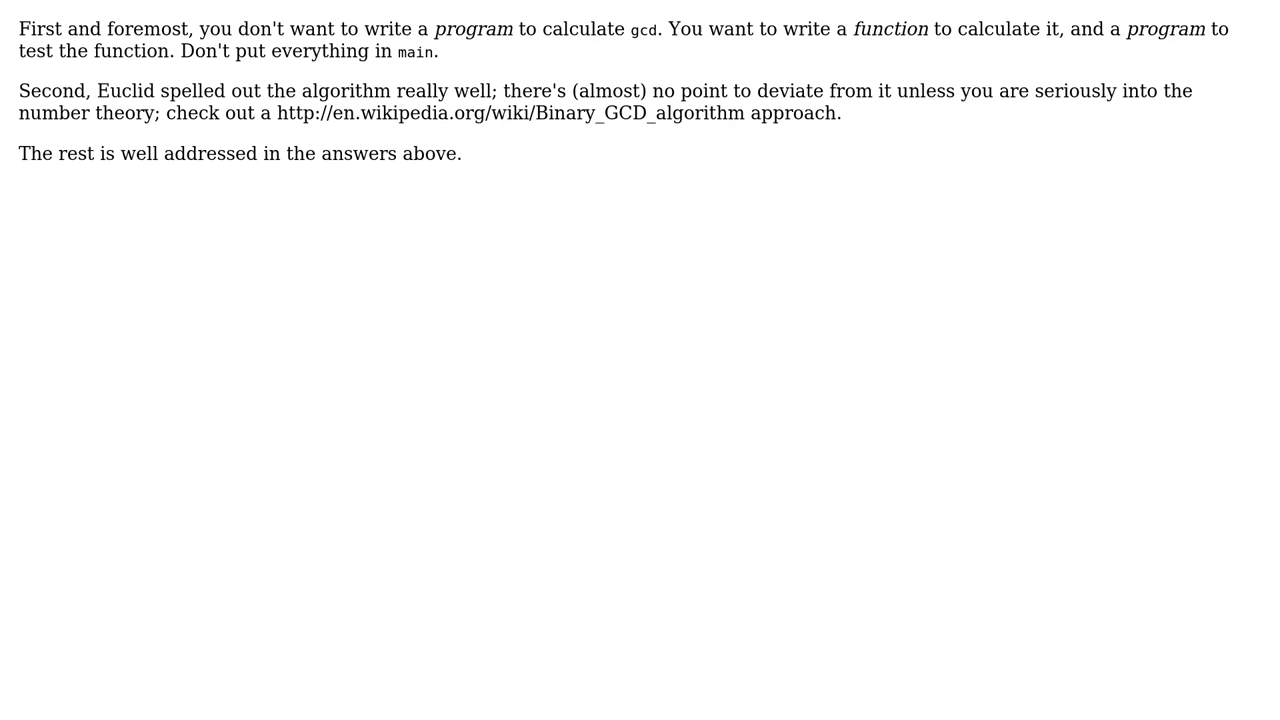 First and foremost, you don't want to write a program to calculate gcd. You want to write a function to calculate it, and a program to
test the function. Don't put everything in main.
Second, Euclid spelled out the algorithm really well; there's (almost) no point to deviate from it unless you are seriously into the
number theory; check out a http://en.wikipedia.org/wiki/Binary_GCD_algorithm approach.
The rest is well addressed in the answers above.